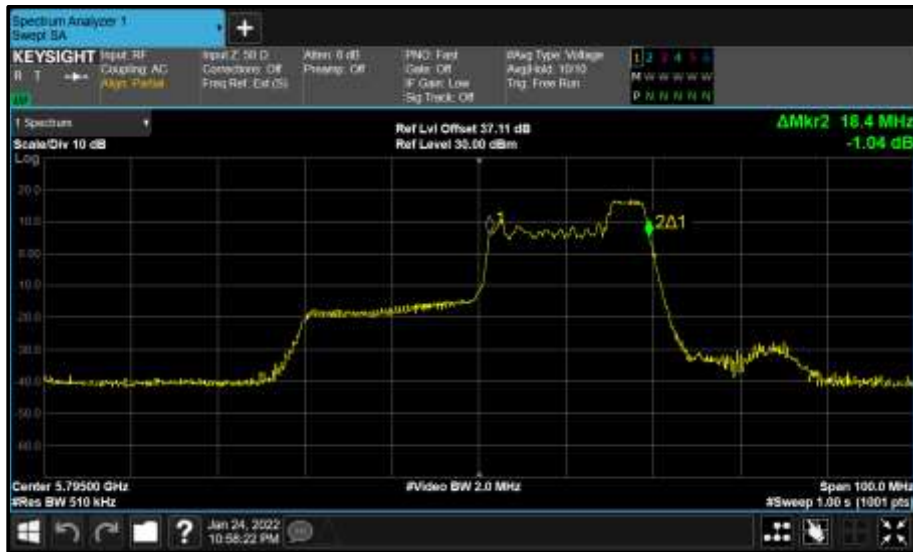 Spectrum Analyzer 1
Swept SA
+
KEYSIGHT
R T
Input: RF
Coupling: AC
Align: Partial
Input Z: 50 Ω
Corrections: Off
Freq Ref: Ext (S)
Atten: 6 dB
Preamp: Off
PNO: Fast
Gate: Off
IF Gain: Low
Sig Track: Off
#Avg Type: Voltage
Avg|Hold: 10/10
Trig: Free Run
1 2 3 4 5 6
M W W W W W
P N N N N N
1 Spectrum
Scale/Div 10 dB
Ref Lvl Offset 37.11 dB
Ref Level 30.00 dBm
ΔMkr2 18.4 MHz
-1.04 dB
Log
20.0
10.0
0.00
-10.0
-20.0
-30.0
-40.0
-50.0
-60.0
1
2Δ1
Center 5.79500 GHz
#Video BW 2.0 MHz
Span 100.0 MHz
#Res BW 510 kHz
#Sweep 1.00 s (1001 pts)
?
Jan 24, 2022
10:58:22 PM